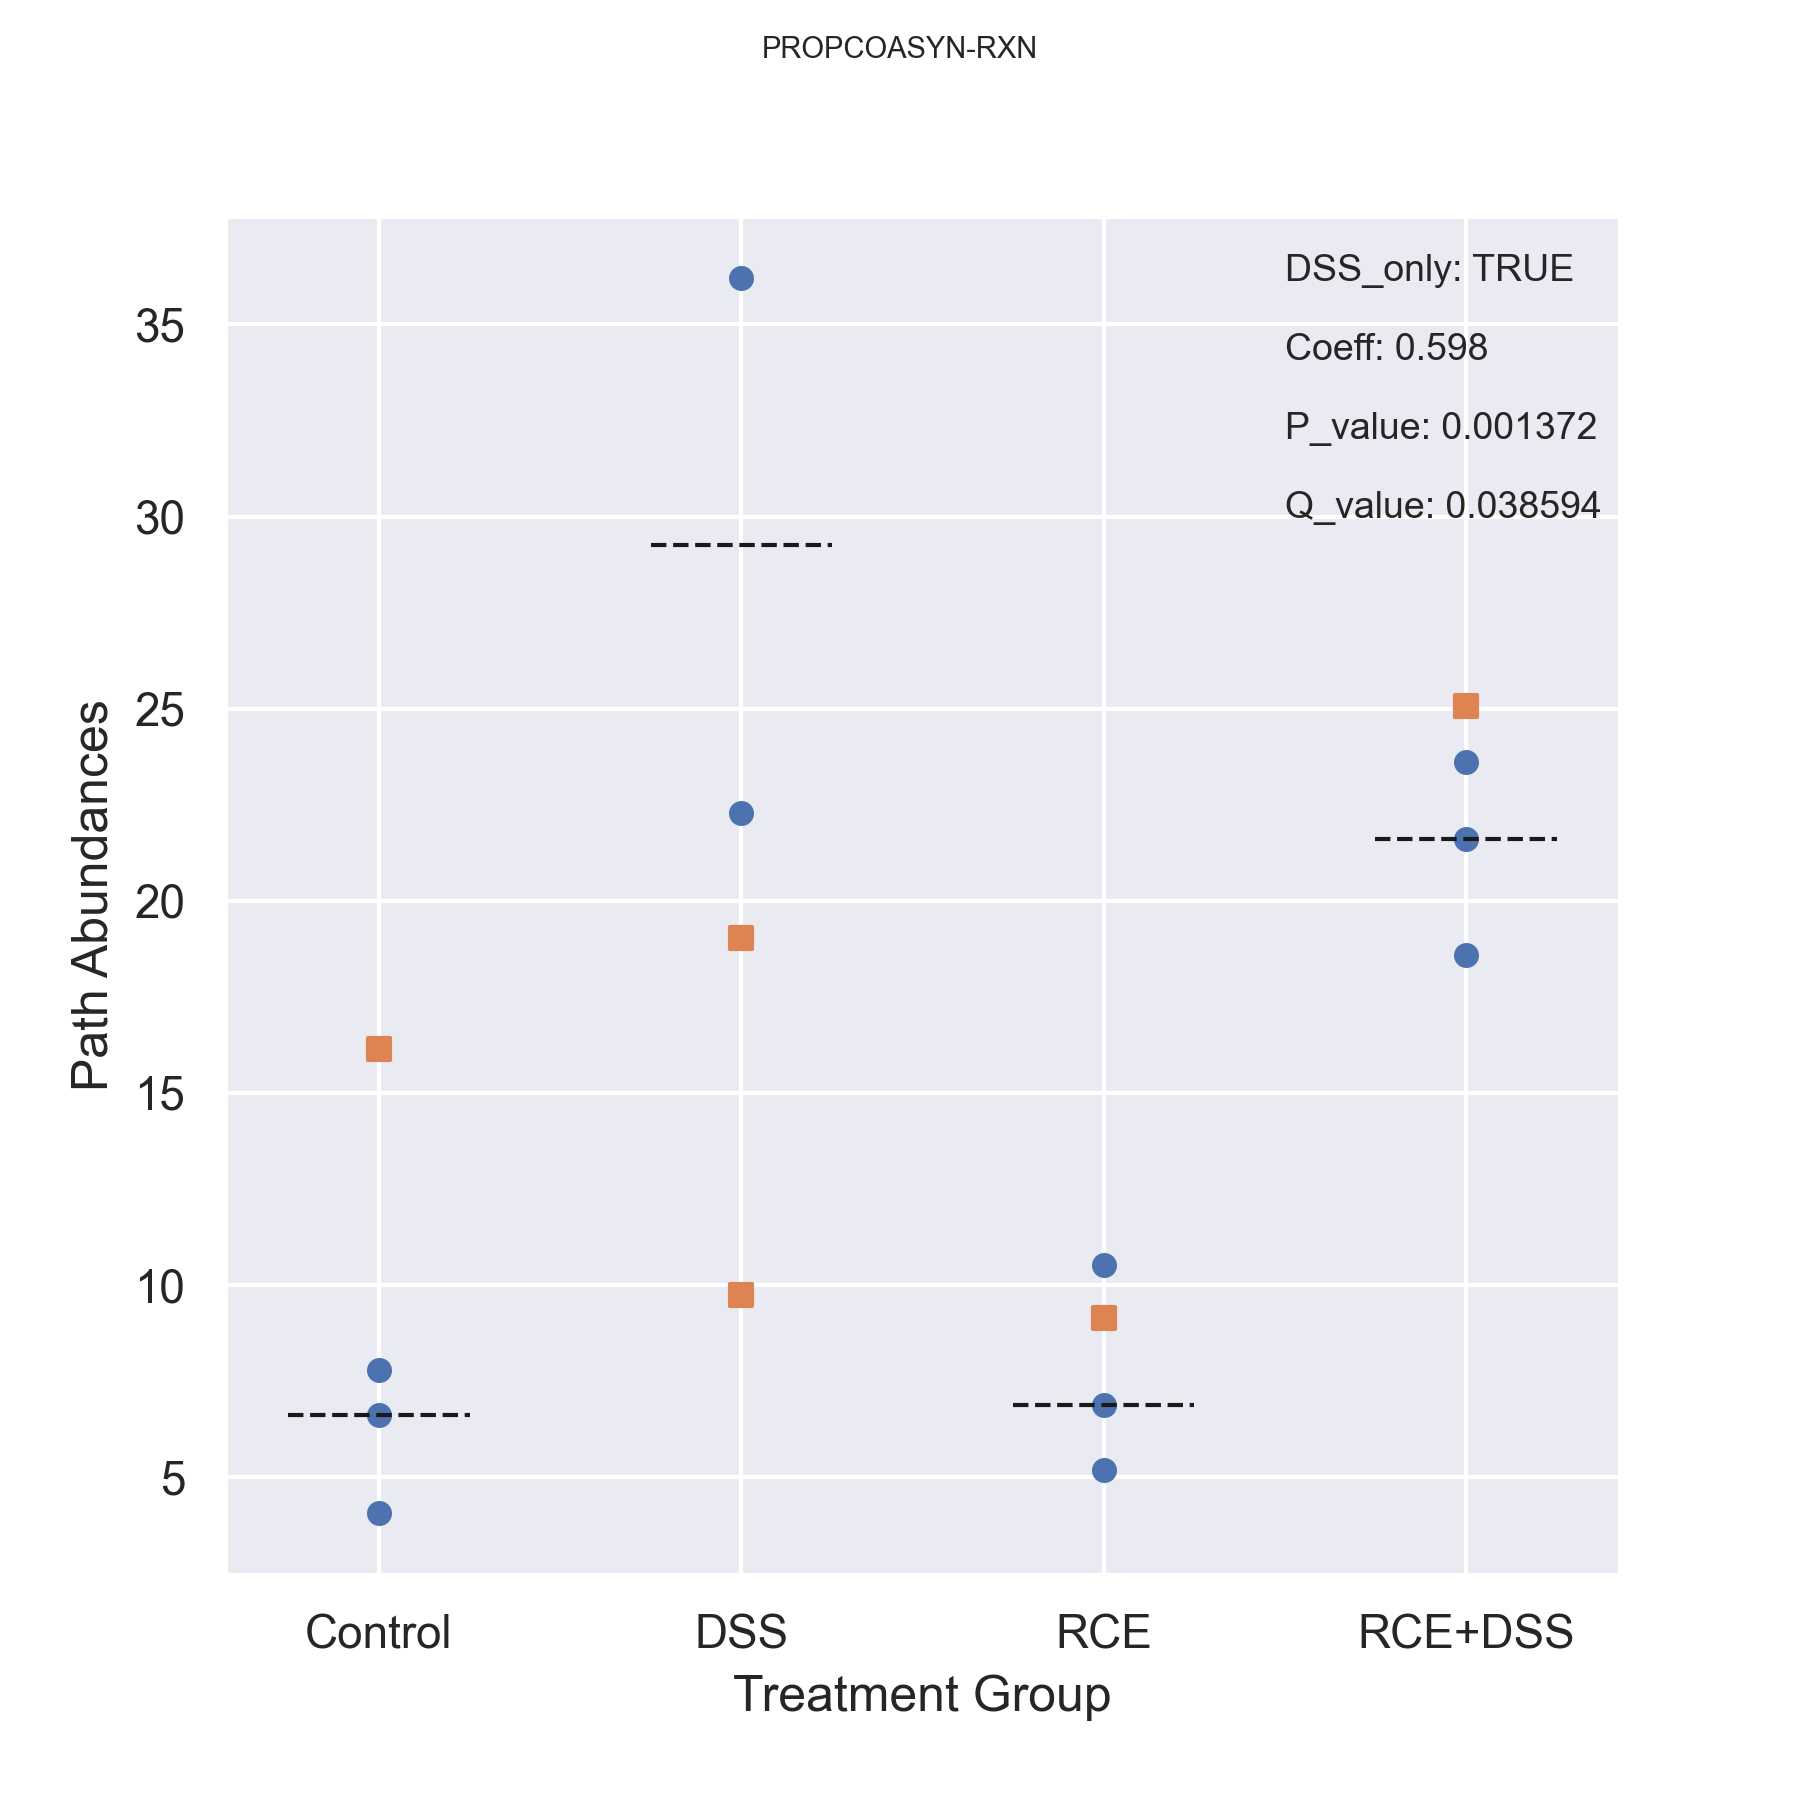 PROPCOASYN-RXN
DSS_only: TRUE
Coeff: 0.598
P_value: 0.001372
Q_value: 0.038594
35
30
25
20
15
10
5
Path Abundances
Control DSS RCE RCE+DSS
Treatment Group